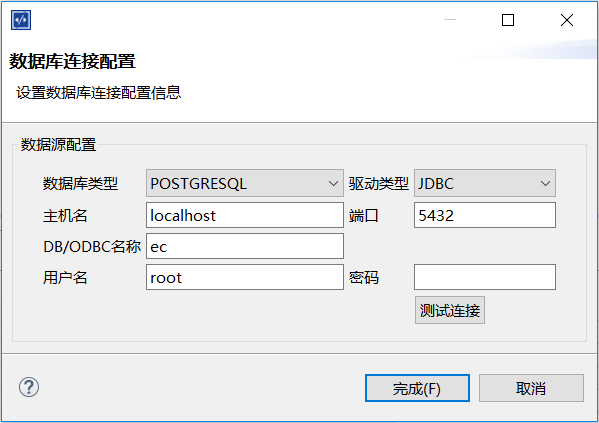 数据库连接配置
设置数据库连接配置信息
数据源配置
数据库类型 POSTGRESQL 驱动类型 JDBC
主机名 localhost 端口 5432
DB/ODBC名称 ec
用户名 root 密码
测试连接
完成(F) 取消